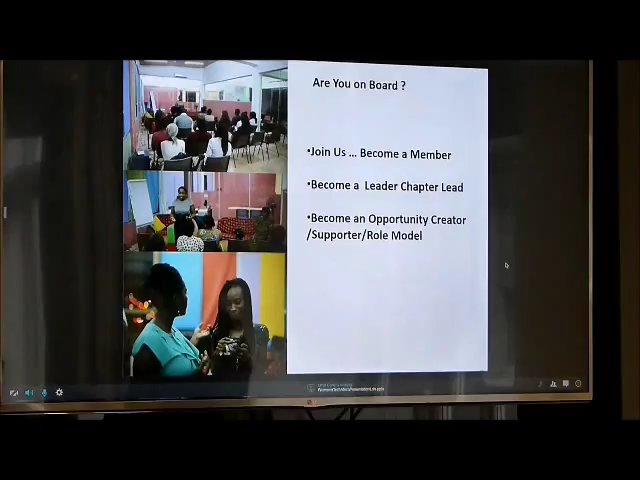 Are You on Board ?
•Join Us ... Become a Member
•Become a Leader Chapter Lead
•Become an Opportunity Creator
/Supporter/Role Model